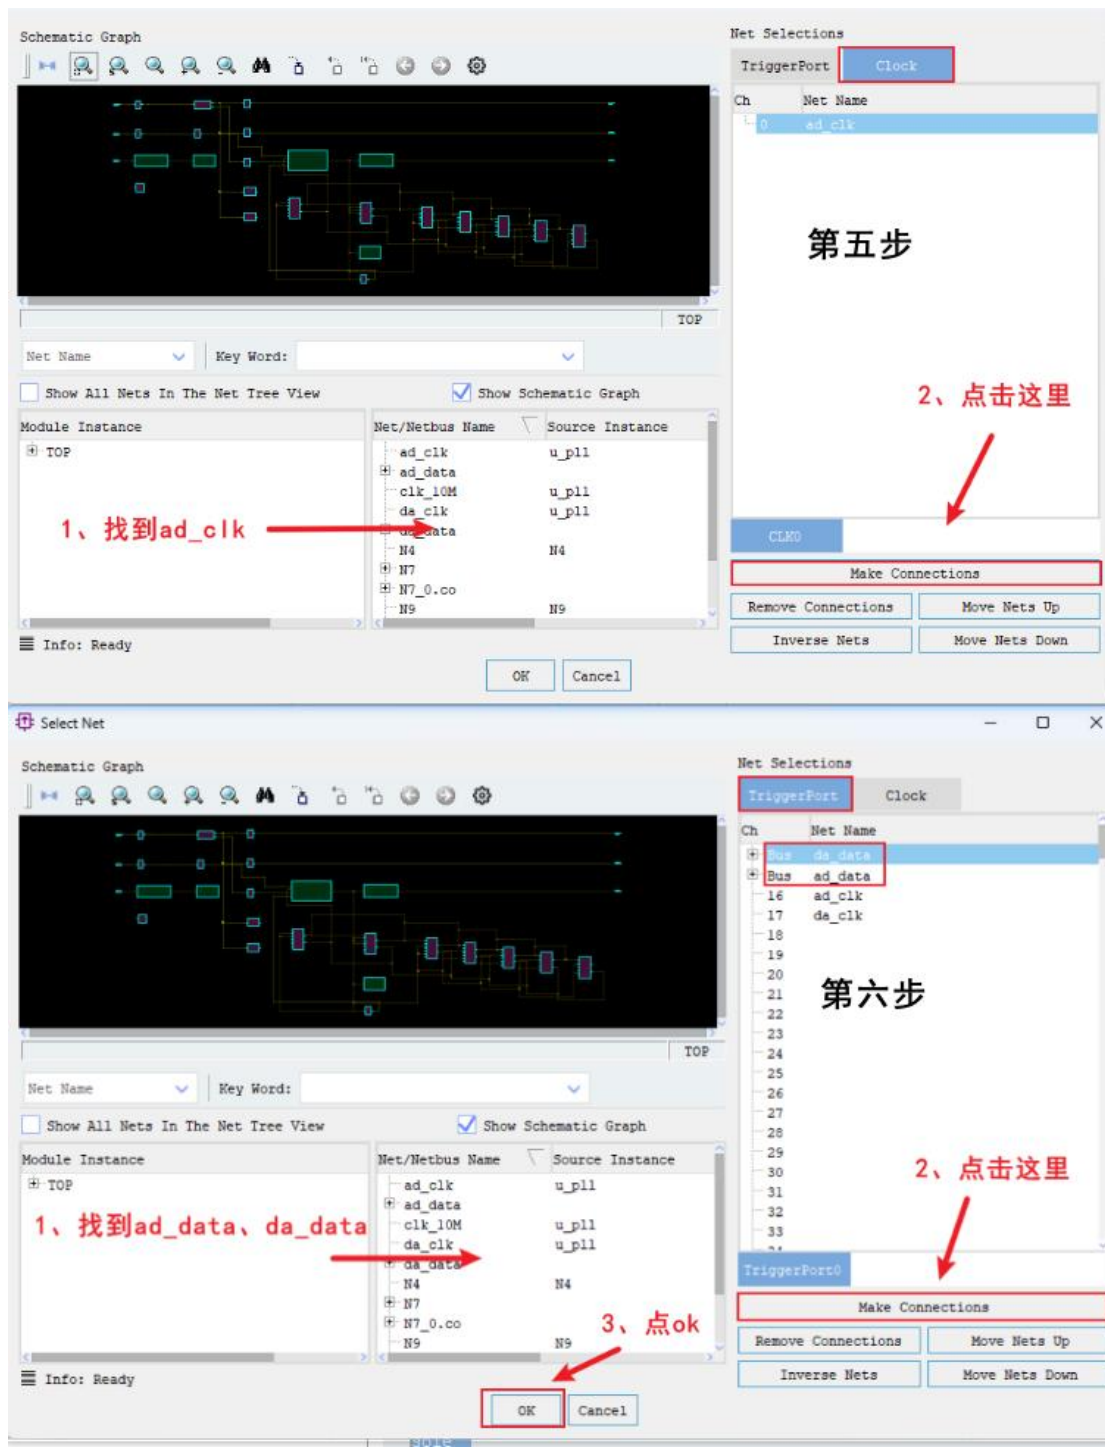 Schematic Graph
Net Selections
TriggerPort Clock
Ch Net Name
0 ad_clk
第五步
TOP
Net Name Key Word:
Show All Nets In The Net Tree View Show Schematic Graph
2、点击这里
Module Instance Net/Netbus Name Source Instance
TOP
ad_clk u_pll
ad_data
clk_10M u_pll
da_clk u_pll
1、找到ad_clk
da_data
CLK0
N4 N4
N7
Make Connections
N7_0.co
N9 N9
Remove Connections Move Nets Up
Info: Ready
Inverse Nets Move Nets Down
OK Cancel
Select Net
Schematic Graph
Net Selections
TriggerPort Clock
Ch Net Name
Bus da_data
Bus ad_data
16 ad_clk
17 da_clk
18
19
20
21
第六步
22
23
24
25
26
27
28
29
30
31
32
33
TOP
Net Name Key Word:
Show All Nets In The Net Tree View Show Schematic Graph
2、点击这里
Module Instance Net/Netbus Name Source Instance
TOP
ad_clk u_pll
ad_data
1、找到ad_data、da_data
clk_10M u_pll
da_clk u_pll
da_data
TriggerPort0
N4 N4
N7
Make Connections
N7_0.co
3、点ok
N9 N9
Remove Connections Move Nets Up
Info: Ready
Inverse Nets Move Nets Down
OK Cancel